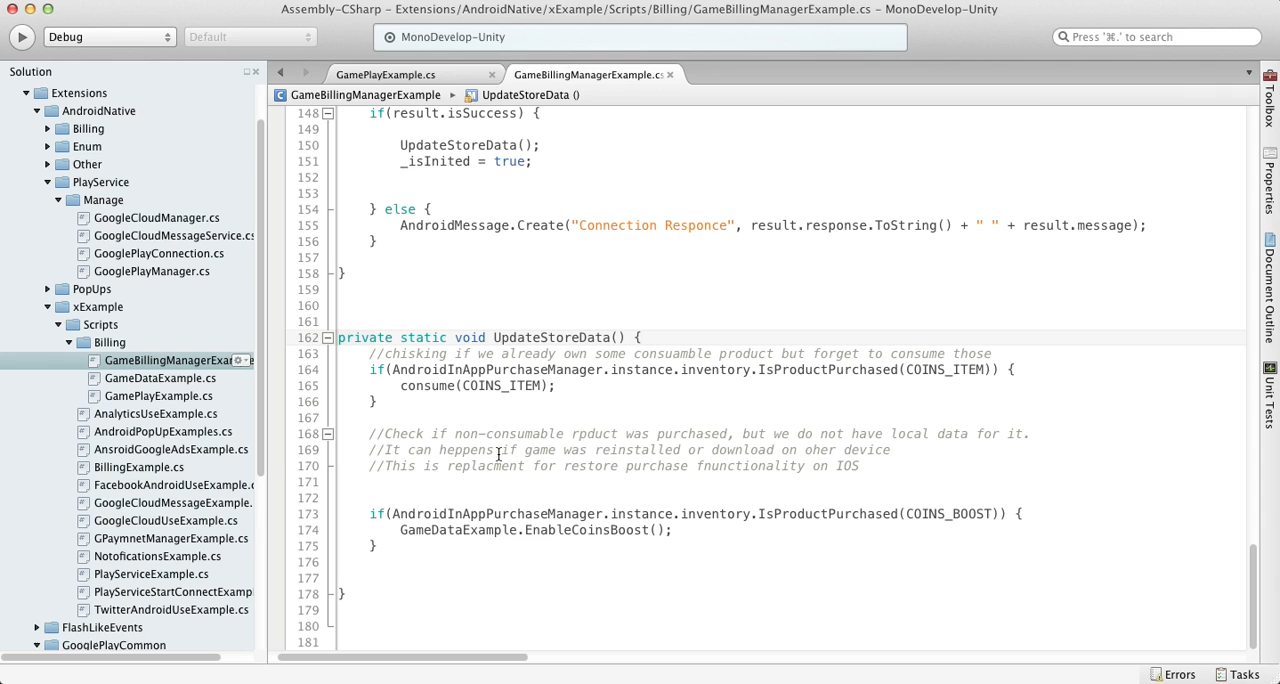 Assembly-CSharp – Extensions/AndroidNative/xExample/Scripts/Billing/GameBillingManagerExample.cs – MonoDevelop-Unity
Debug
Default
MonoDevelop-Unity
Press '⌘.' to search
Solution
Extensions
AndroidNative
Billing
Enum
Other
PlayService
Manage
GoogleCloudManager.cs
GoogleCloudMessageService.cs
GooglePlayConnection.cs
GooglePlayManager.cs
PopUps
xExample
Scripts
Billing
GameBillingManagerExar
GameDataExample.cs
GamePlayExample.cs
AnalyticsUseExample.cs
AndroidPopUpExamples.cs
AnsroidGoogleAdsExample.cs
BillingExample.cs
FacebookAndroidUseExample.c
GoogleCloudMessageExample.
GoogleCloudUseExample.cs
GPaymnetManagerExample.cs
NotoficationsExample.cs
PlayServiceExample.cs
PlayServiceStartConnectExampl
TwitterAndroidUseExample.cs
FlashLikeEvents
GooglePlayCommon
GamePlayExample.cs
GameBillingManagerExample.cs
GameBillingManagerExample ▸ UpdateStoreData ()
148 if(result.isSuccess) {
149
150 UpdateStoreData();
151 _isInited = true;
152
153
154 } else {
155 AndroidMessage.Create("Connection Responce", result.response.ToString() + " " + result.message);
156 }
157
158 }
159
160
161
162 private static void UpdateStoreData() {
163 //chisking if we already own some consuamble product but forget to consume those
164 if(AndroidInAppPurchaseManager.instance.inventory.IsProductPurchased(COINS_ITEM)) {
165 consume(COINS_ITEM);
166 }
167
168 //Check if non-consumable rpduct was purchased, but we do not have local data for it.
169 //It can heppens if game was reinstalled or download on oher device
170 //This is replacment for restore purchase fnunctionality on IOS
171
172
173 if(AndroidInAppPurchaseManager.instance.inventory.IsProductPurchased(COINS_BOOST)) {
174 GameDataExample.EnableCoinsBoost();
175 }
176
177
178 }
179
180
181
Toolbox
Properties
Document Outline
Unit Tests
Errors
Tasks